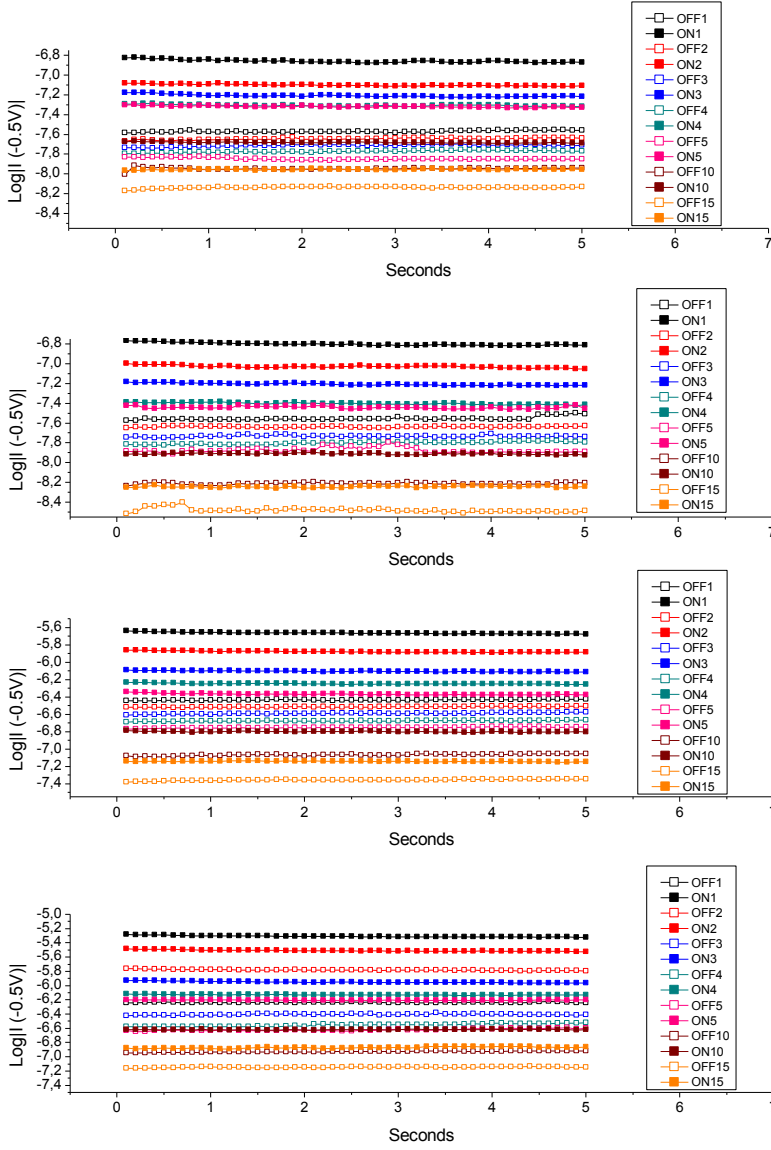 OFF1
ON1
OFF2
ON2
OFF3
ON3
OFF4
ON4
OFF5
ON5
OFF10
ON10
OFF15
ON15
-6,8
-7,0
-7,2
-7,4
-7,6
-7,8
-8,0
-8,2
-8,4
Log|I (-0.5V)|
0 1 2 3 4 5 6 7
Seconds
OFF1
ON1
OFF2
ON2
OFF3
ON3
OFF4
ON4
OFF5
ON5
OFF10
ON10
OFF15
ON15
-6,8
-7,0
-7,2
-7,4
-7,6
-7,8
-8,0
-8,2
-8,4
Log|I (-0.5V)|
0 1 2 3 4 5 6 7
Seconds
OFF1
ON1
OFF2
ON2
OFF3
ON3
OFF4
ON4
OFF5
ON5
OFF10
ON10
OFF15
ON15
-5,6
-5,8
-6,0
-6,2
-6,4
-6,6
-6,8
-7,0
-7,2
-7,4
Log|I (-0.5V)|
0 1 2 3 4 5 6 7
Seconds
OFF1
ON1
OFF2
ON2
OFF3
ON3
OFF4
ON4
OFF5
ON5
OFF10
ON10
OFF15
ON15
-5,0
-5,2
-5,4
-5,6
-5,8
-6,0
-6,2
-6,4
-6,6
-6,8
-7,0
-7,2
-7,4
Log|I (-0.5V)|
0 1 2 3 4 5 6 7
Seconds